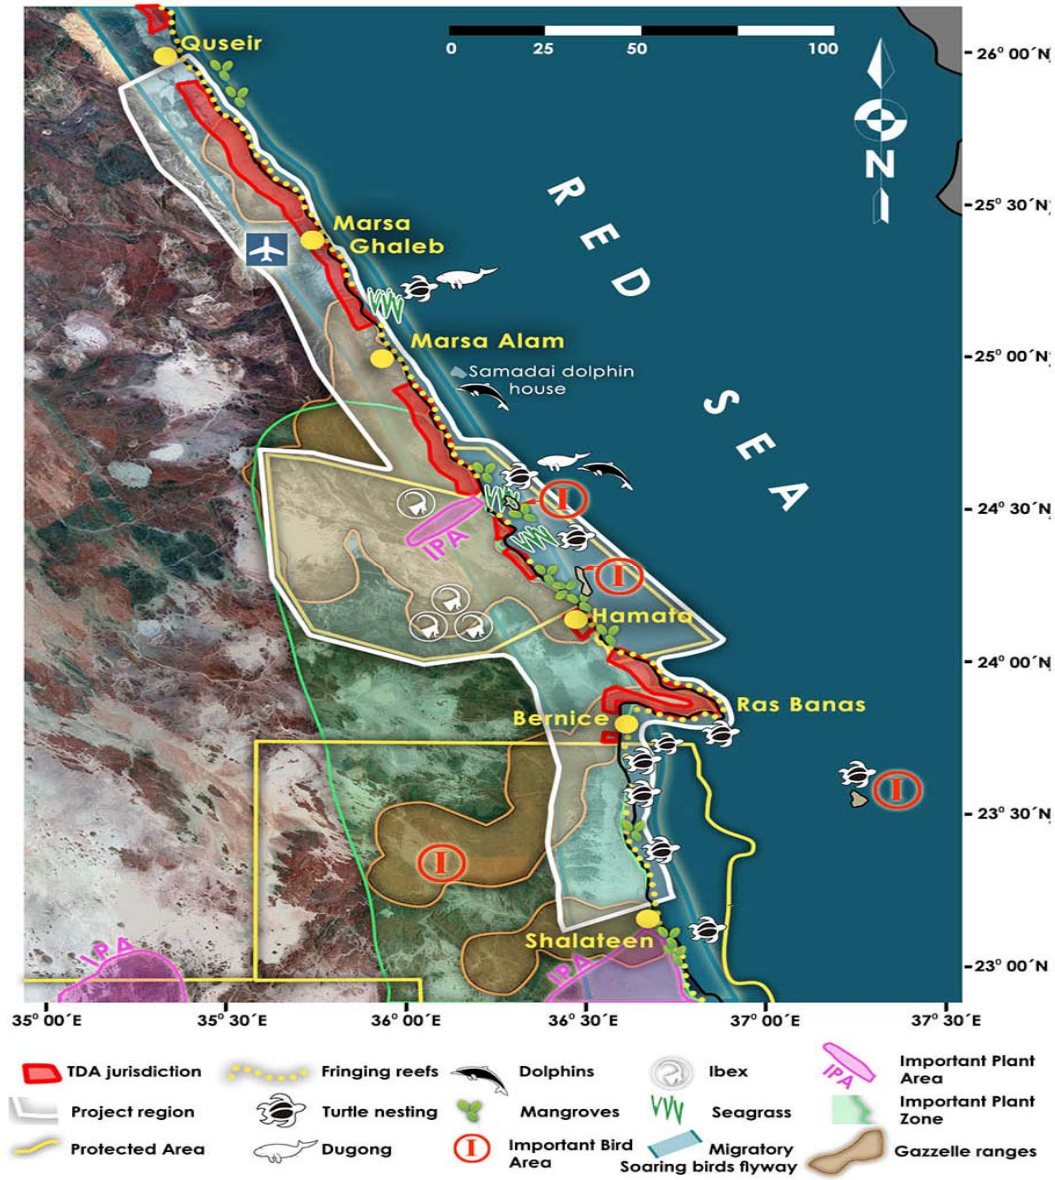 Quseir
0 25 50 100
26° 00´N
N
RED SEA
25° 30´N
Marsa
Ghaleb
Marsa Alam
25° 00´N
Samadai dolphin
house
I
24° 30´N
IPA
I
Hamata
24° 00´N
Ras Banas
Bernice
I
23° 30´N
I
Shalateen
IPA
IPA
23° 00´N
35° 00´E 35° 30´E 36° 00´E 36° 30´E 37° 00´E 37° 30´E
TDA jurisdiction
Fringing reefs
Dolphins
Ibex
IPA
Important Plant
Area
Project region
Turtle nesting
Mangroves
Seagrass
Important Plant
Zone
Protected Area
Dugong
I
Important Bird
Area
Migratory
Soaring birds flyway
Gazzelle ranges